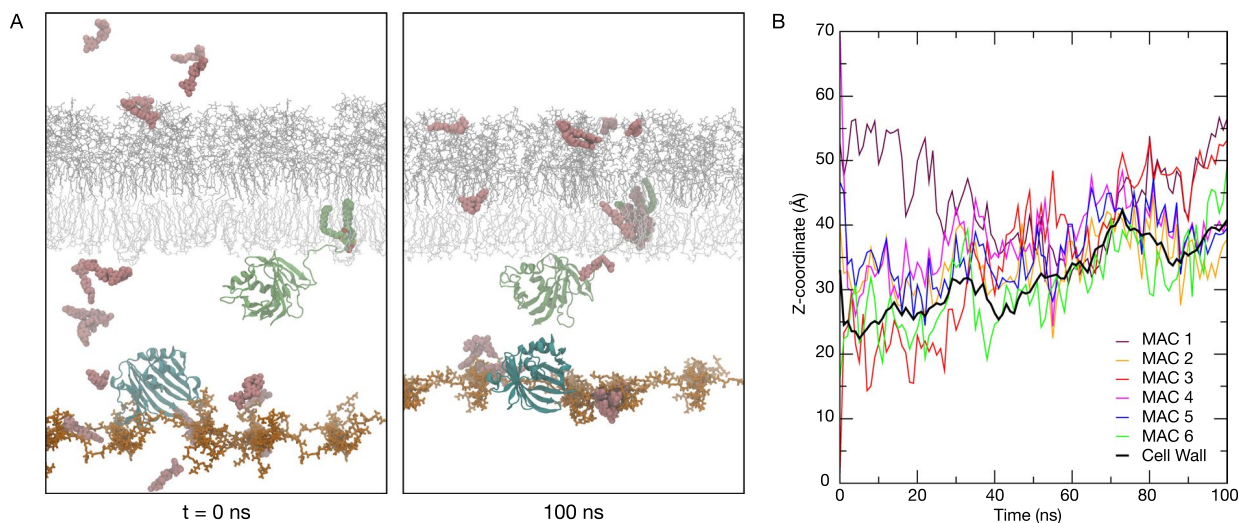 A
t = 0 ns
100 ns
B
70
60
50
40
30
20
10
0
Z-coordinate (Å)
MAC 1
MAC 2
MAC 3
MAC 4
MAC 5
MAC 6
Cell Wall
0 20 40 60 80 100
Time (ns)